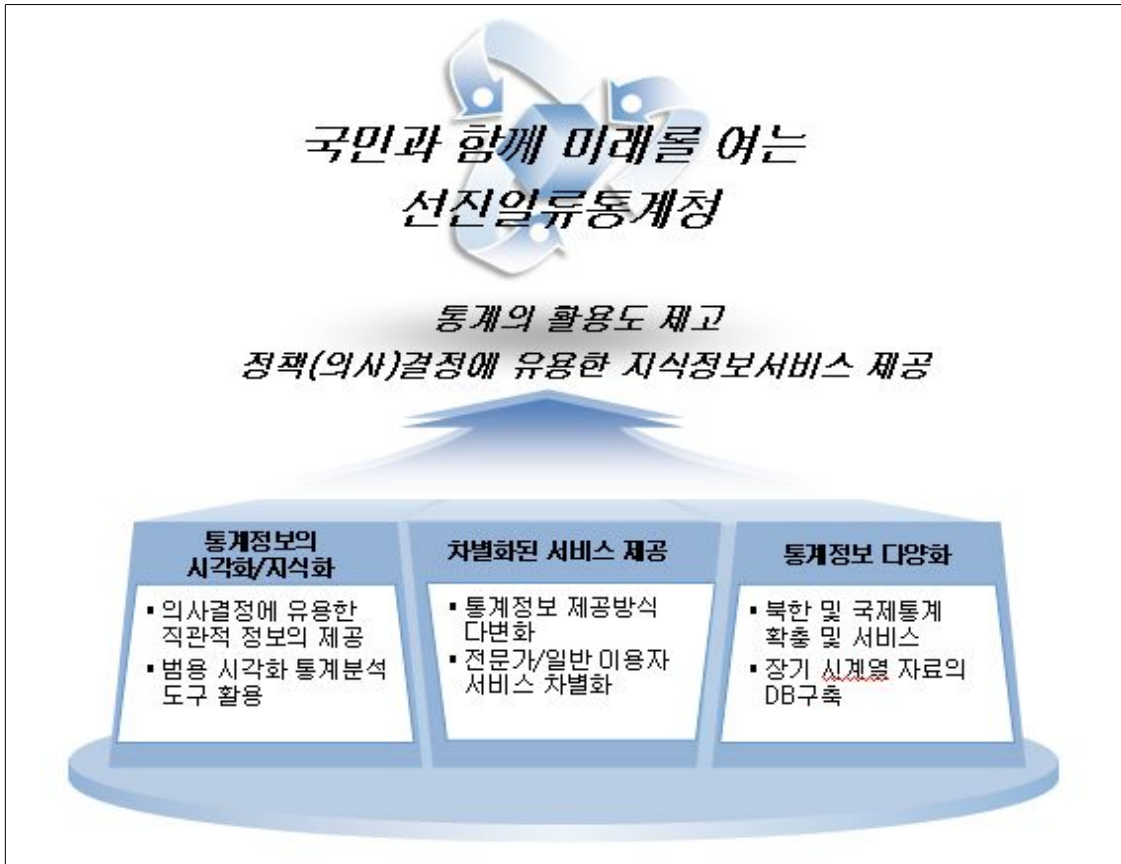 국민과 함께 미래를 여는
선진일류통계청
통계의 활용도 제고
정책(의사)결정에 유용한 지식정보서비스 제공
통계정보의
시각화/지식화
▪ 의사결정에 유용한
직관적 정보의 제공
▪ 범용 시각화 통계분석
도구 활용
차별화된 서비스 제공
▪ 통계정보 제공방식
다변화
▪ 전문가/일반 이용자
서비스 차별화
통계정보 다양화
▪ 북한 및 국제통계
확충 및 서비스
▪ 장기 시계열 자료의
DB구축